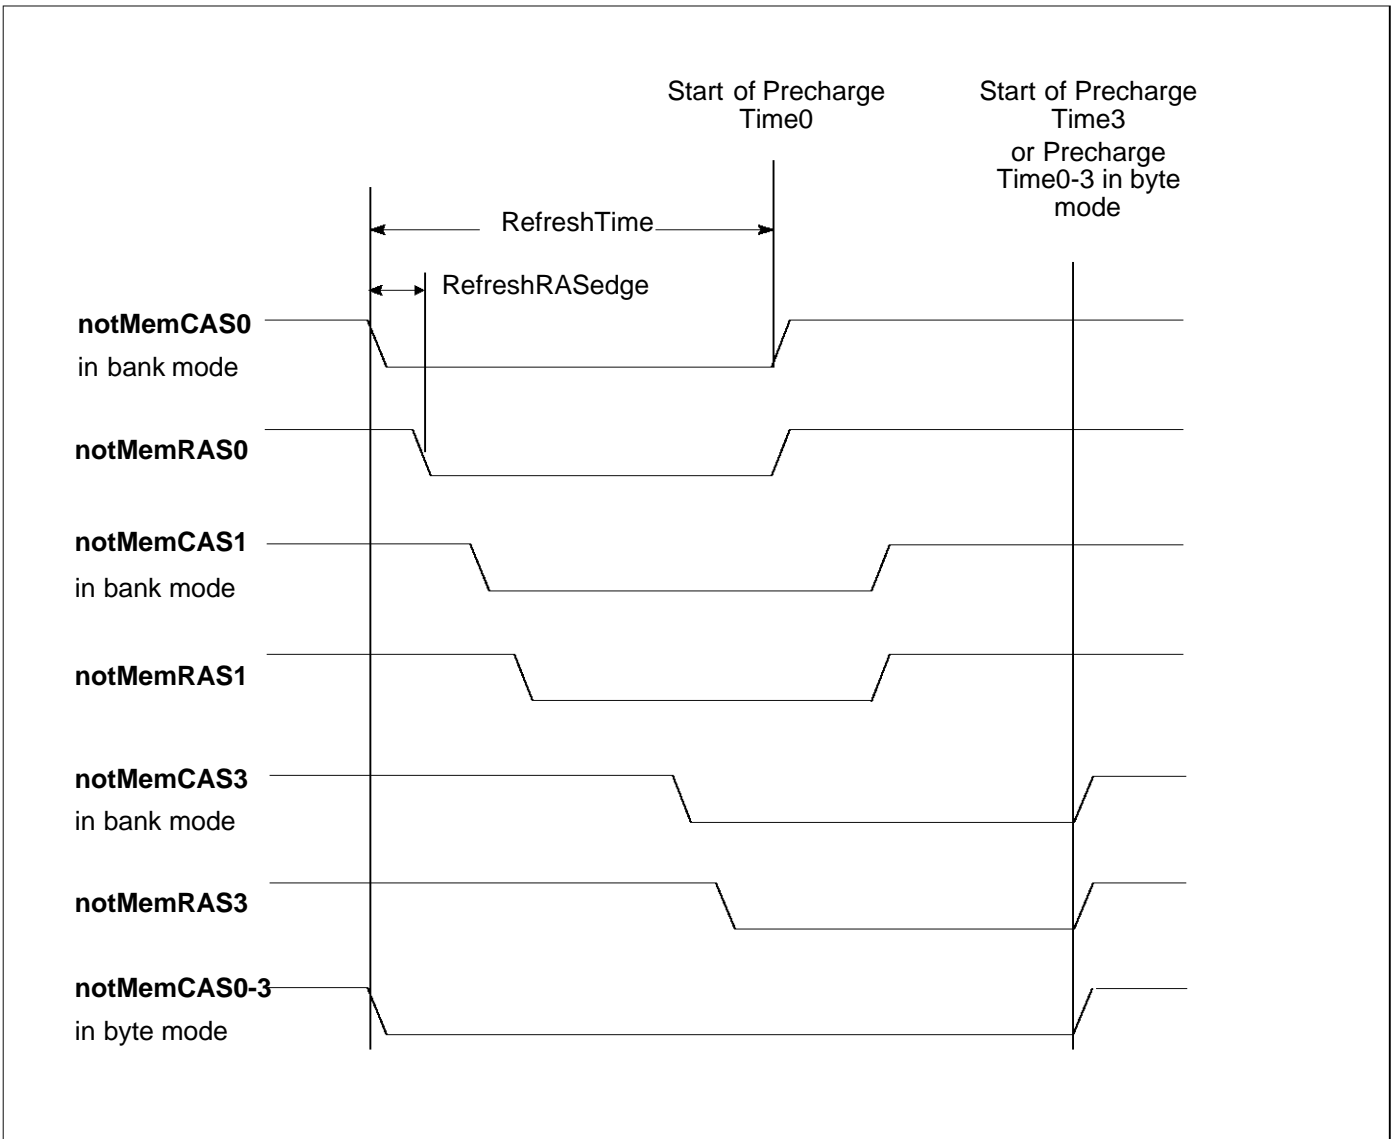 Start of Precharge
Time0
Start of Precharge
Time3
or Precharge
Time0-3 in byte
mode
RefreshTime
RefreshRASedge
notMemCAS0
in bank mode
notMemRAS0
notMemCAS1
in bank mode
notMemRAS1
notMemCAS3
in bank mode
notMemRAS3
notMemCAS0-3
in byte mode